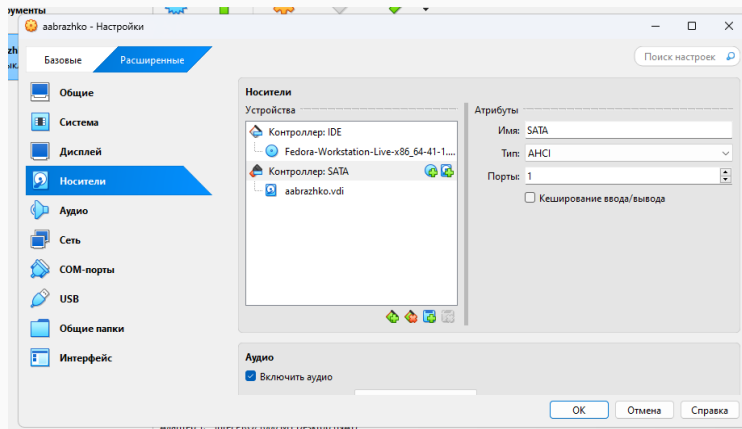 рументы
aabrazhko - Настройки
Базовые
Расширенные
Поиск настроек
Общие
Система
Дисплей
Носители
Аудио
Сеть
COM-порты
USB
Общие папки
Интерфейс
Носители
Устройства
Контроллер: IDE
Fedora-Workstation-Live-x86_64-41-1....
Контроллер: SATA
aabrazhko.vdi
Атрибуты
Имя: SATA
Тип: AHCI
Порты: 1
Кеширование ввода/вывода
Аудио
Включить аудио
OK
Отмена
Справка